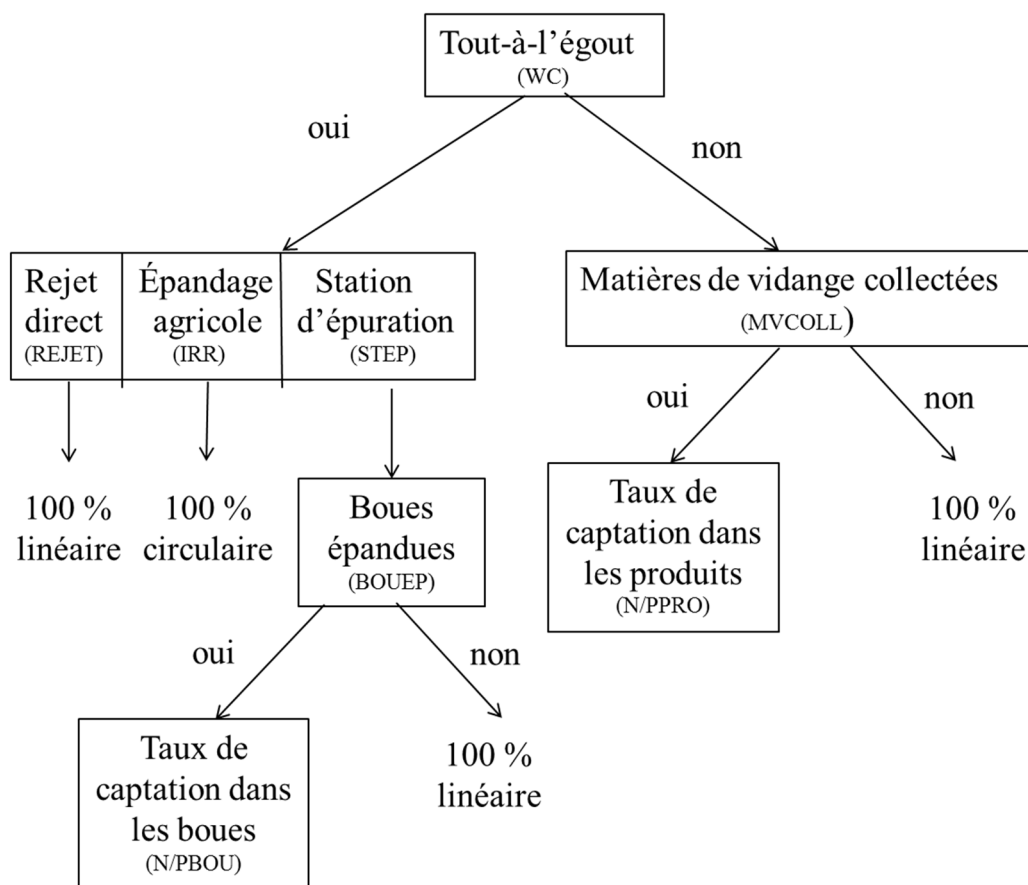 Tout-à-l’égout
(WC)
oui
non
Rejet
direct
(REJET)
Épandage
agricole
(IRR)
Station
d’épuration
(STEP)
Matières de vidange collectées
(MVCOLL)
oui
non
100 %
linéaire
100 %
circulaire
Boues
épandues
(BOUEP)
Taux de
captation dans
les produits
(N/PPRO)
100 %
linéaire
oui
non
Taux de
captation dans
les boues
(N/PBOU)
100 %
linéaire